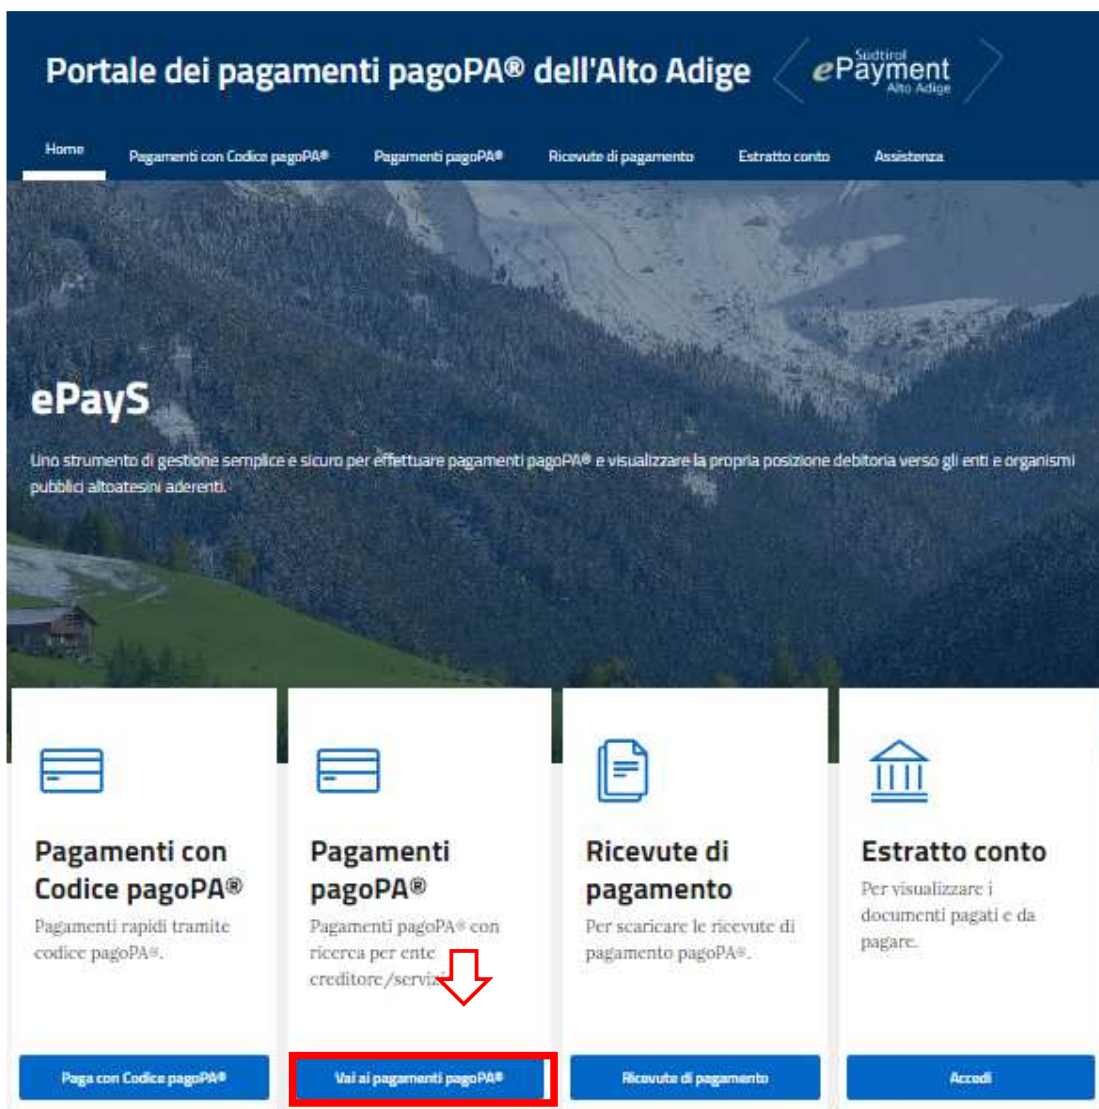 Portale dei pagamenti pagoPA® dell'Alto Adige
Südtirol
ePayment
Alto Adige
Home
Pagamenti con Codice pagoPA®
Pagamenti pagoPA®
Ricevute di pagamento
Estratto conto
Assistenza
ePayS
Uno strumento di gestione semplice e sicuro per effettuare pagamenti pagoPA® e visualizzare la propria posizione debitoria verso gli enti e organismi
pubblici altoatesini aderenti.
Pagamenti con
Codice pagoPA®
Pagamenti rapidi tramite
codice pagoPA®.
Paga con Codice pagoPA®
Pagamenti
pagoPA®
Pagamenti pagoPA® con
ricerca per ente
creditore/servizi
Vai ai pagamenti pagoPA®
Ricevute di
pagamento
Per scaricare le ricevute di
pagamento pagoPA®.
Ricevute di pagamento
Estratto conto
Per visualizzare i
documenti pagati e da
pagare.
Accedi